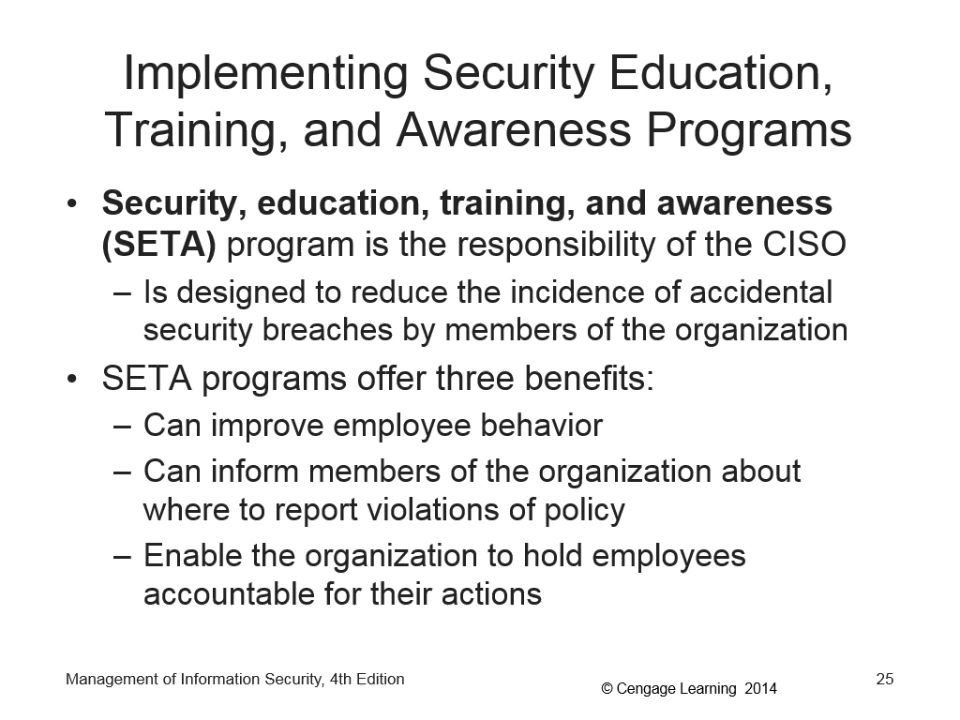 Implementing Security Education,
Training, and Awareness Programs
• Security, education, training, and awareness
(SETA) program is the responsibility of the CISO
– Is designed to reduce the incidence of accidental
security breaches by members of the organization
• SETA programs offer three benefits:
– Can improve employee behavior
– Can inform members of the organization about
where to report violations of policy
– Enable the organization to hold employees
accountable for their actions
Management of Information Security, 4th Edition
© Cengage Learning 2014
25